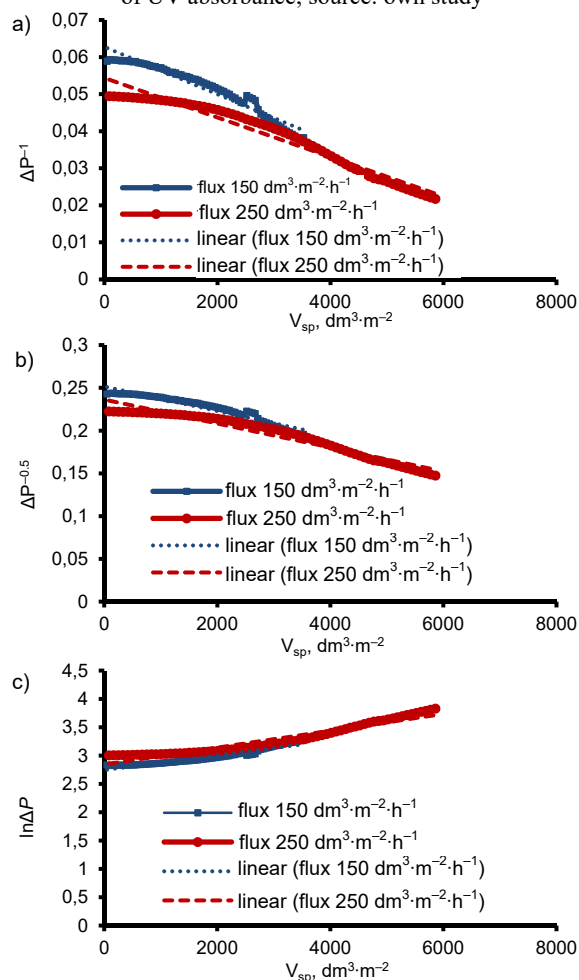 of UV absorbance; source: own study
a)
0,07
0,06
0,05
0,04
0,03
0,02
0,01
0
ΔP⁻¹
flux 150 dm³·m⁻²·h⁻¹
flux 250 dm³·m⁻²·h⁻¹
linear (flux 150 dm³·m⁻²·h⁻¹)
linear (flux 250 dm³·m⁻²·h⁻¹)
0 2000 4000 6000 8000
Vsp, dm³·m⁻²
b)
0,3
0,25
0,2
0,15
0,1
0,05
0
ΔP⁻⁰·⁵
flux 150 dm³·m⁻²·h⁻¹
flux 250 dm³·m⁻²·h⁻¹
linear (flux 150 dm³·m⁻²·h⁻¹)
linear (flux 250 dm³·m⁻²·h⁻¹)
0 2000 4000 6000 8000
Vsp, dm³·m⁻²
c)
4,5
4
3,5
3
2,5
2
1,5
1
0,5
0
lnΔP
flux 150 dm³·m⁻²·h⁻¹
flux 250 dm³·m⁻²·h⁻¹
linear (flux 150 dm³·m⁻²·h⁻¹)
linear (flux 250 dm³·m⁻²·h⁻¹)
0 2000 4000 6000 8000
Vsp, dm³·m⁻²